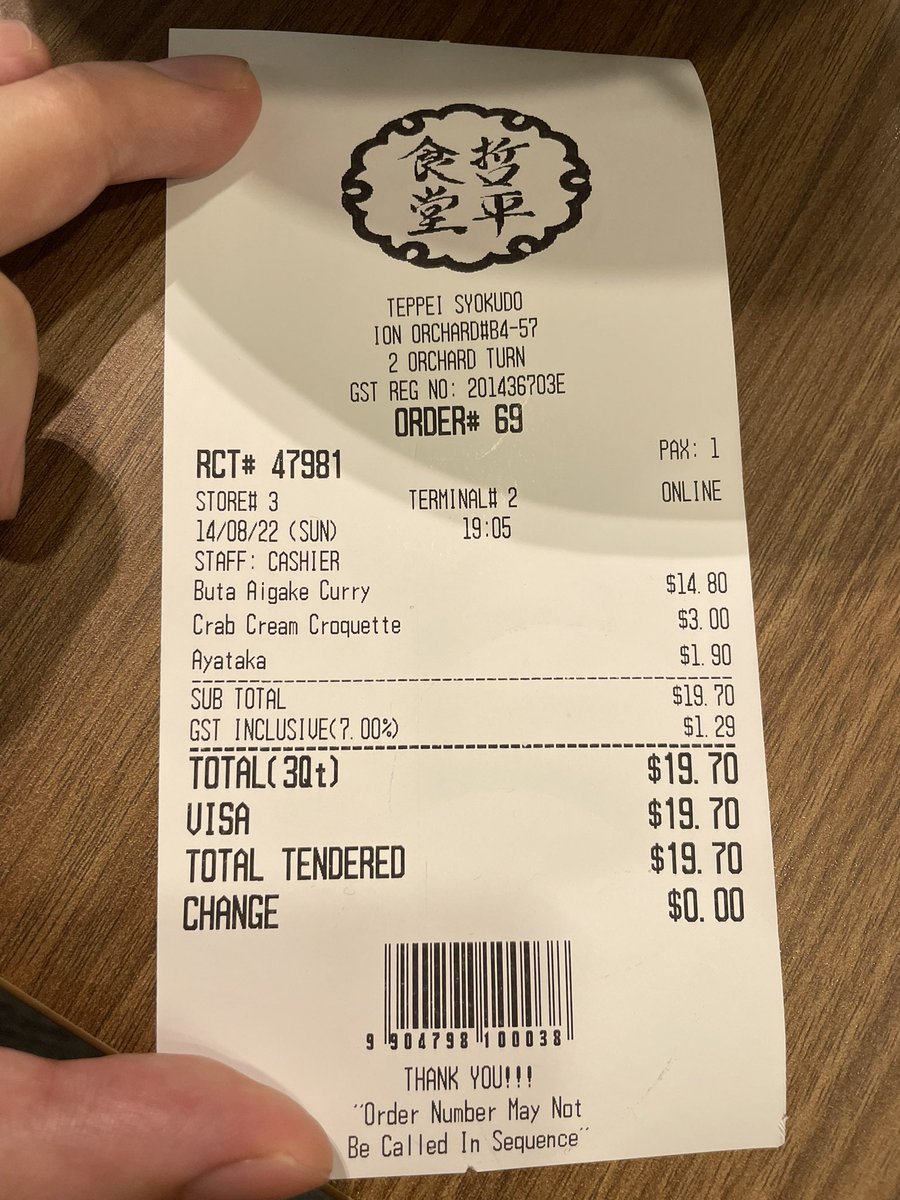 哲平
食堂
TEPPEI SYOKUDO
ION ORCHARD#B4-57
2 ORCHARD TURN
GST REG NO: 201436703E
ORDER# 69
RCT# 47981 PAX: 1
STORE# 3 TERMINAL# 2 ONLINE
14/08/22 (SUN) 19:05
STAFF: CASHIER
Buta Aigake Curry $14.80
Crab Cream Croquette $3.00
Ayataka $1.90
SUB TOTAL $19.70
GST INCLUSIVE(7.00%) $1.29
TOTAL(3Qt) $19.70
VISA $19.70
TOTAL TENDERED $19.70
CHANGE $0.00
9 904798 100038
THANK YOU!!!
"Order Number May Not
Be Called In Sequence"